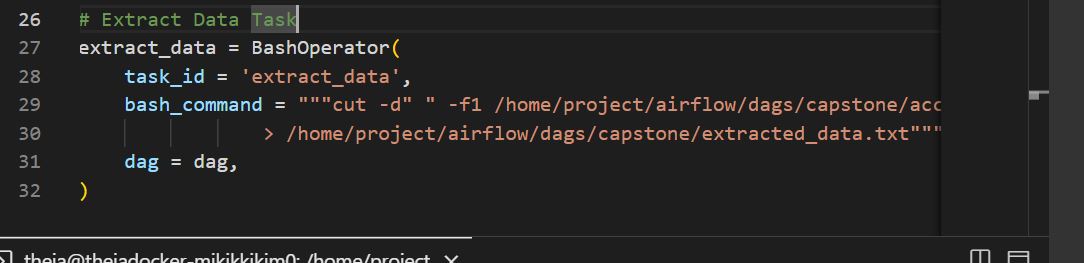 26 # Extract Data Task
27 extract_data = BashOperator(
28 task_id = 'extract_data',
29 bash_command = """cut -d" " -f1 /home/project/airflow/dags/capstone/acc
30 > /home/project/airflow/dags/capstone/extracted_data.txt"""
31 dag = dag,
32 )
theia@theiadocker-mikikkikim0: /home/project